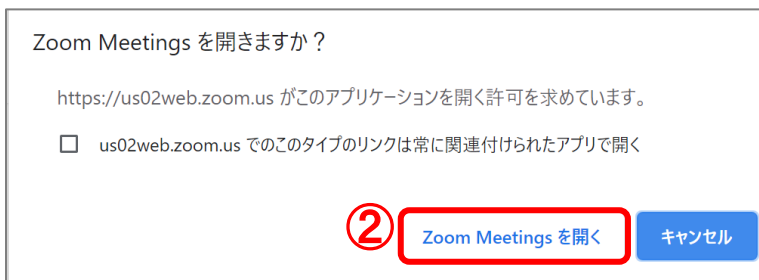 Zoom Meetings を開きますか？
https://us02web.zoom.us がこのアプリケーションを開く許可を求めています。
us02web.zoom.us でのこのタイプのリンクは常に関連付けられたアプリで開く
② Zoom Meetings を開く キャンセル